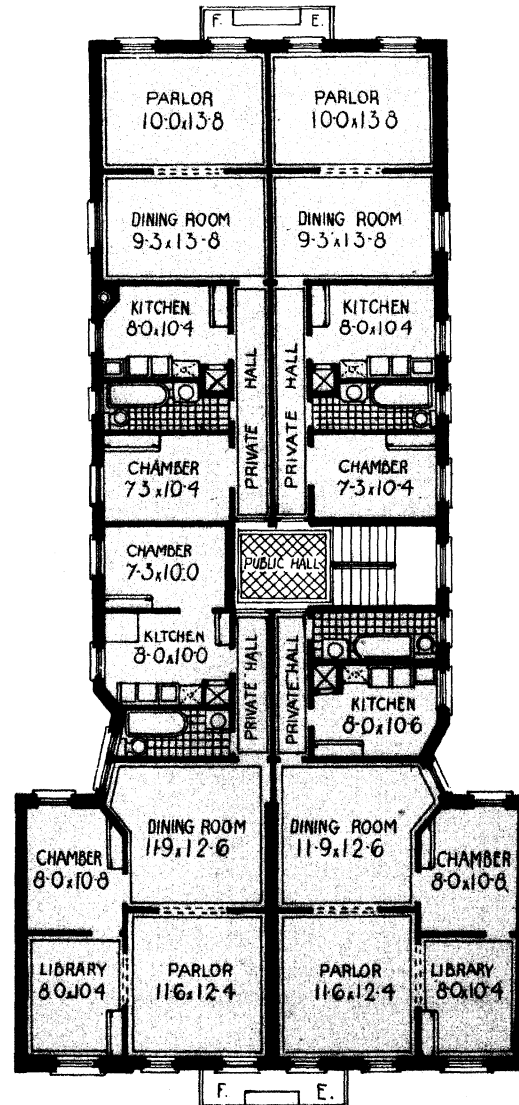 F. E.
PARLOR
10·0x13·8
PARLOR
10·0x13·8
DINING ROOM
9·3x13·8
DINING ROOM
9·3x13·8
KITCHEN
8·0x10·4
KITCHEN
8·0x10·4
PRIVATE HALL
PRIVATE HALL
CHAMBER
7·3x10·4
CHAMBER
7·3x10·4
CHAMBER
7·3x10·0
PUBLIC HALL
KITCHEN
8·0x10·0
PRIVATE HALL
PRIVATE HALL
KITCHEN
8·0x10·6
DINING ROOM
11·9x12·6
DINING ROOM
11·9x12·6
CHAMBER
8·0x10·8
CHAMBER
8·0x10·8
LIBRARY
8·0x10·4
PARLOR
11·6x12·4
PARLOR
11·6x12·4
LIBRARY
8·0x10·4
F. E.